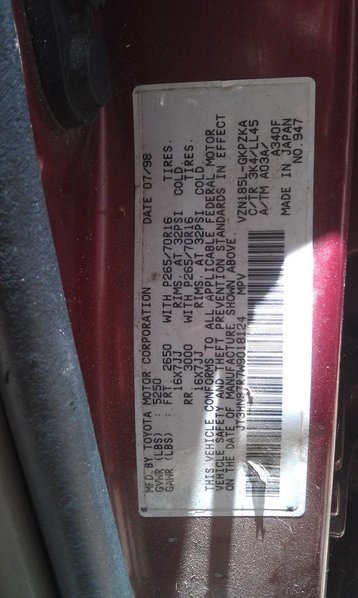 MFD.BY TOYOTA MOTOR CORPORATION DATE 07/98
GVWR (LBS) : 5250
GAWR (LBS) : FRT. 2650 WITH P265/70R16 TIRES.
16X7JJ RIMS. AT 32PSI COLD.
RR. 3000 WITH P265/70R16 TIRES.
16X7JJ RIMS. AT 32PSI COLD.
THIS VEHICLE CONFORMS TO ALL APPLICABLE FEDERAL MOTOR
VEHICLE SAFETY AND THEFT PREVENTION STANDARDS IN EFFECT
ON THE DATE OF MANUFACTURE SHOWN ABOVE.
MPV VZN185L-GKPZKA
C/TR 3K4/LL45
A/TM A03A/ A340F
MADE IN JAPAN
NO.947